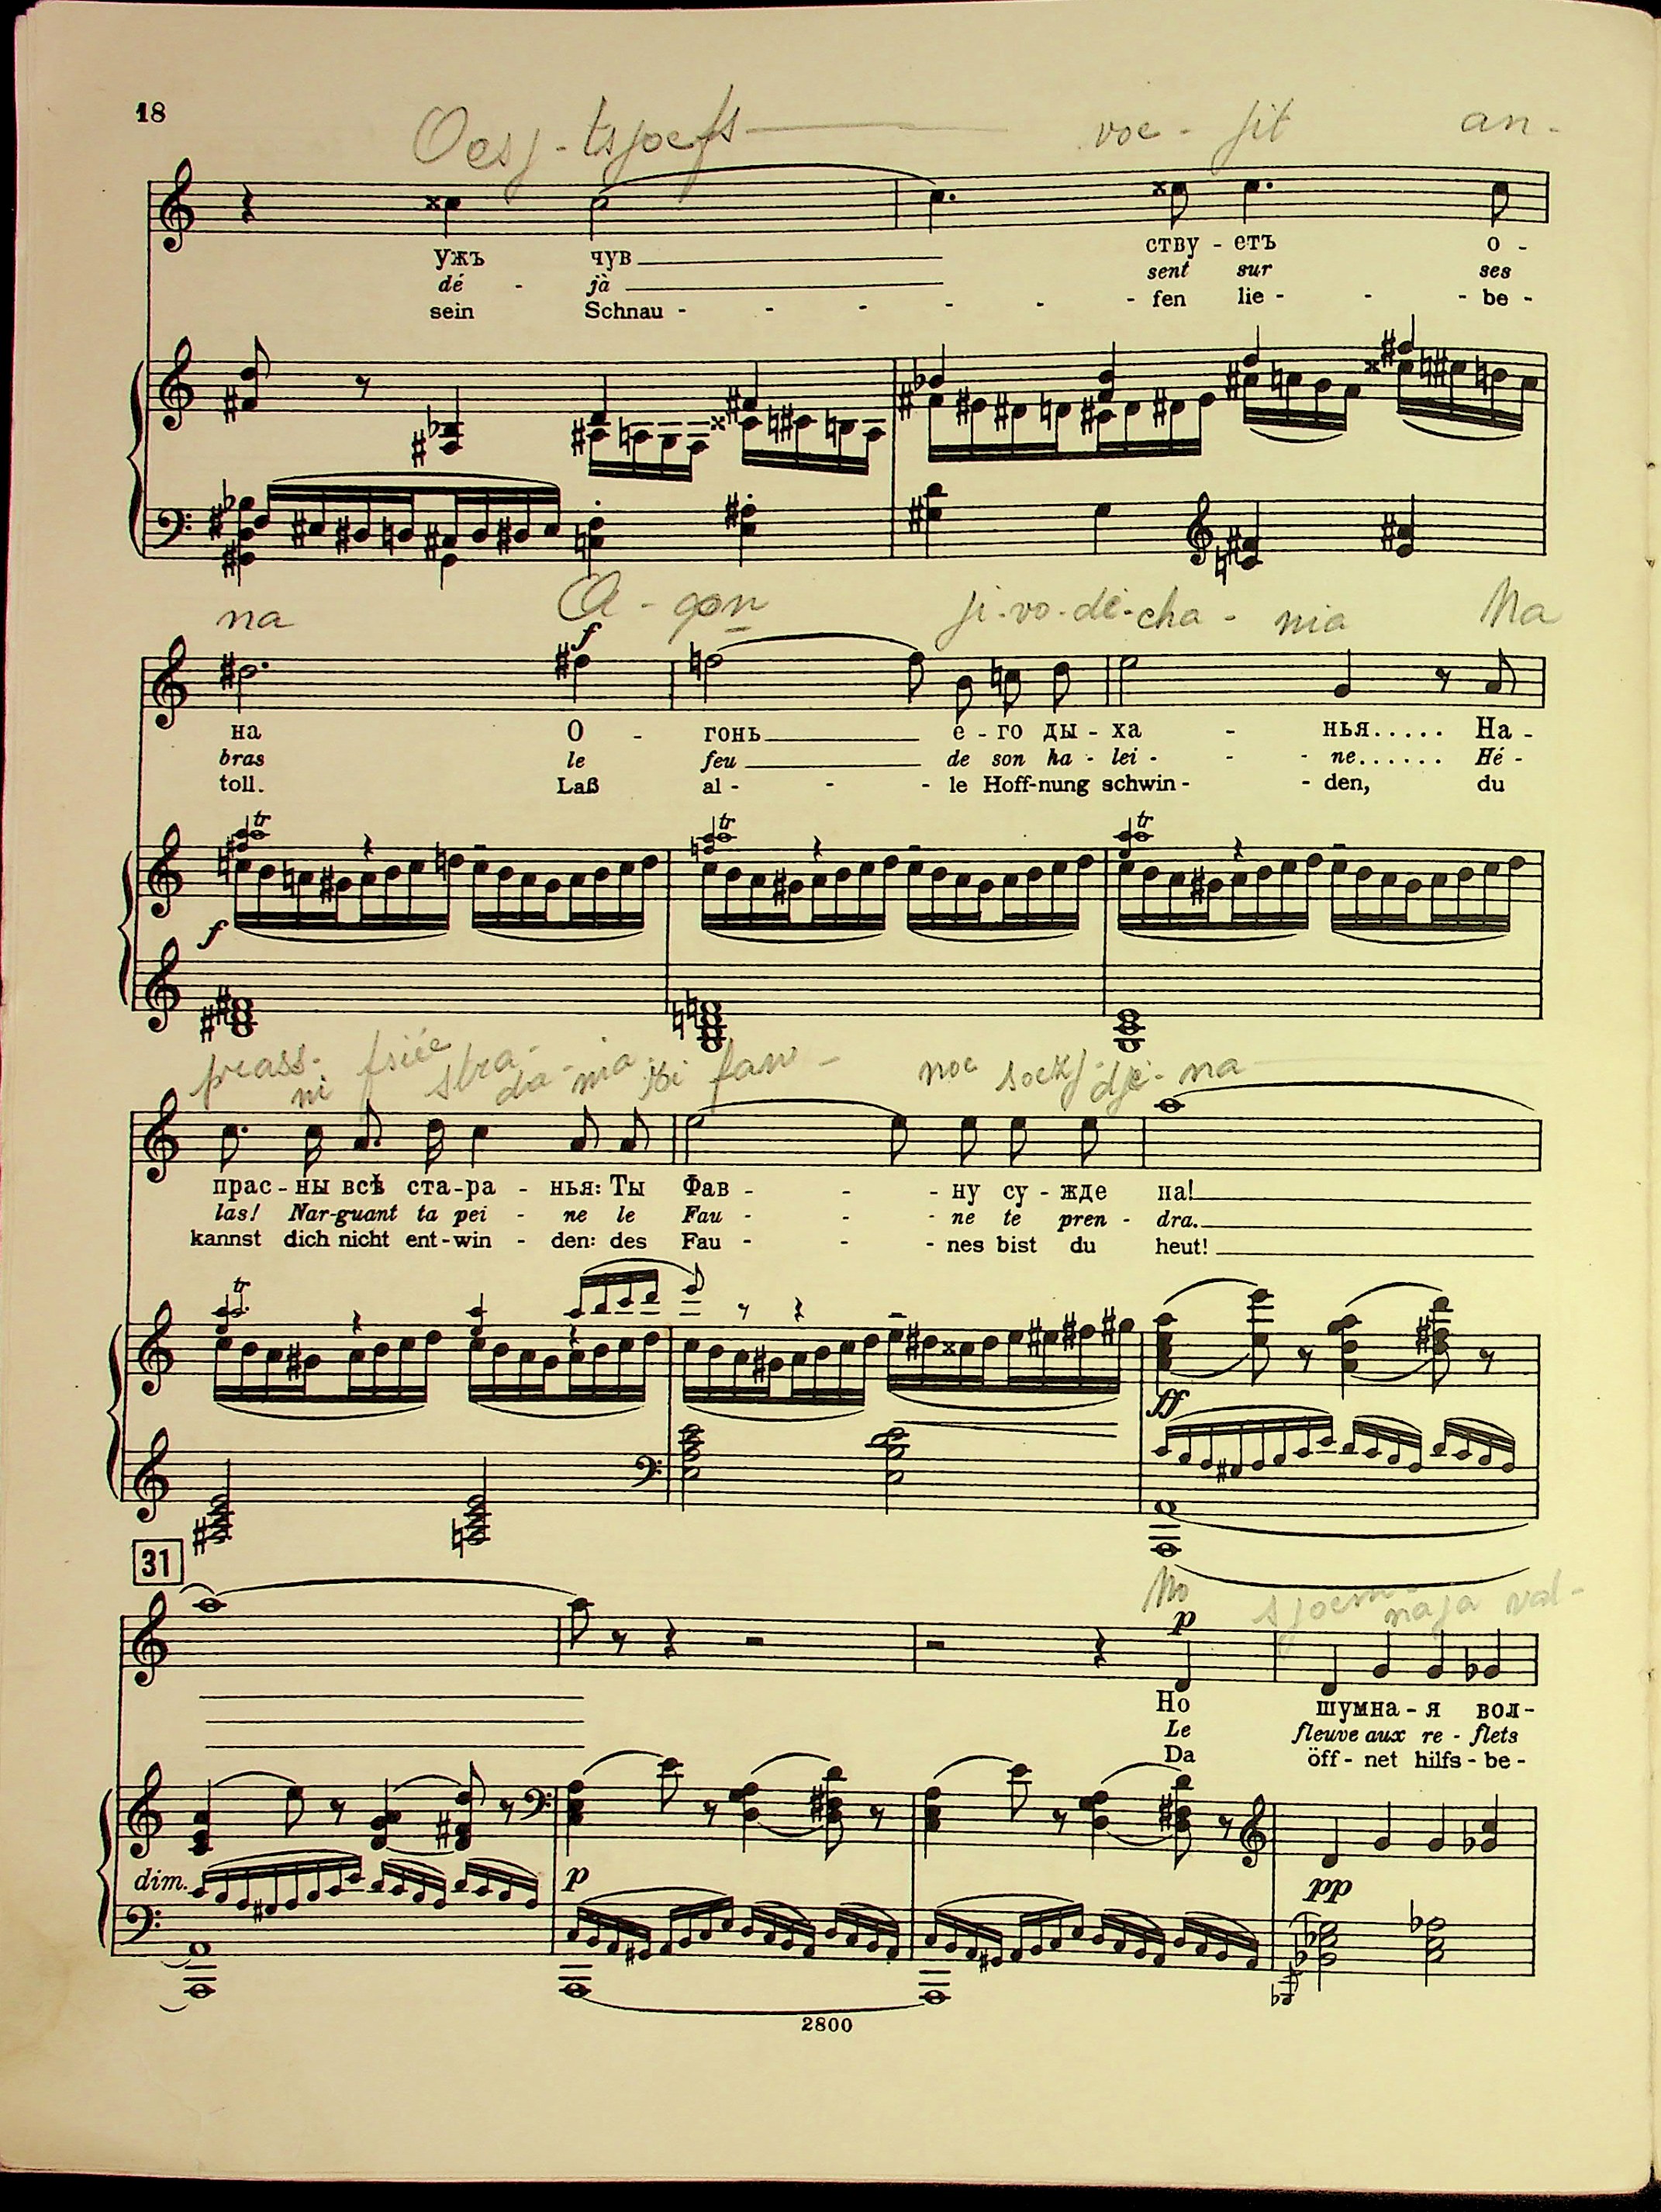 18
Oesj-tsjoefs voe-jit an-
ужъ чув ству-етъ о-
dé-jà sent sur ses
sein Schnau - - - - - fen lie - - - be -
na A-gon ji-vo-di-cha-nia Na
f
на О-гонь е-го ды-ха-нья..... На-
bras le feu de son ha-lei - - - ne...... Hé-
toll. Laß al - - - le Hoff-nung schwin - - den, du
tr tr tr
f
prass-ni fsiée stra-da-nia: faw-noe na
прас-ны всѣ ста-ра-нья: Ты Фав - - - ну су-жде на!
las! Nar-guant ta pei-ne le Fau - - - ne te pren-dra.
kannst dich nicht ent-win-den: des Fau - - - nes bist du heut!
tr
ff
31
No sjoem-naja vol-
p
Но шумна-я вол-
Le fleuve aux re-flets
Da öff-net hilfs-be-
dim. p pp
2800